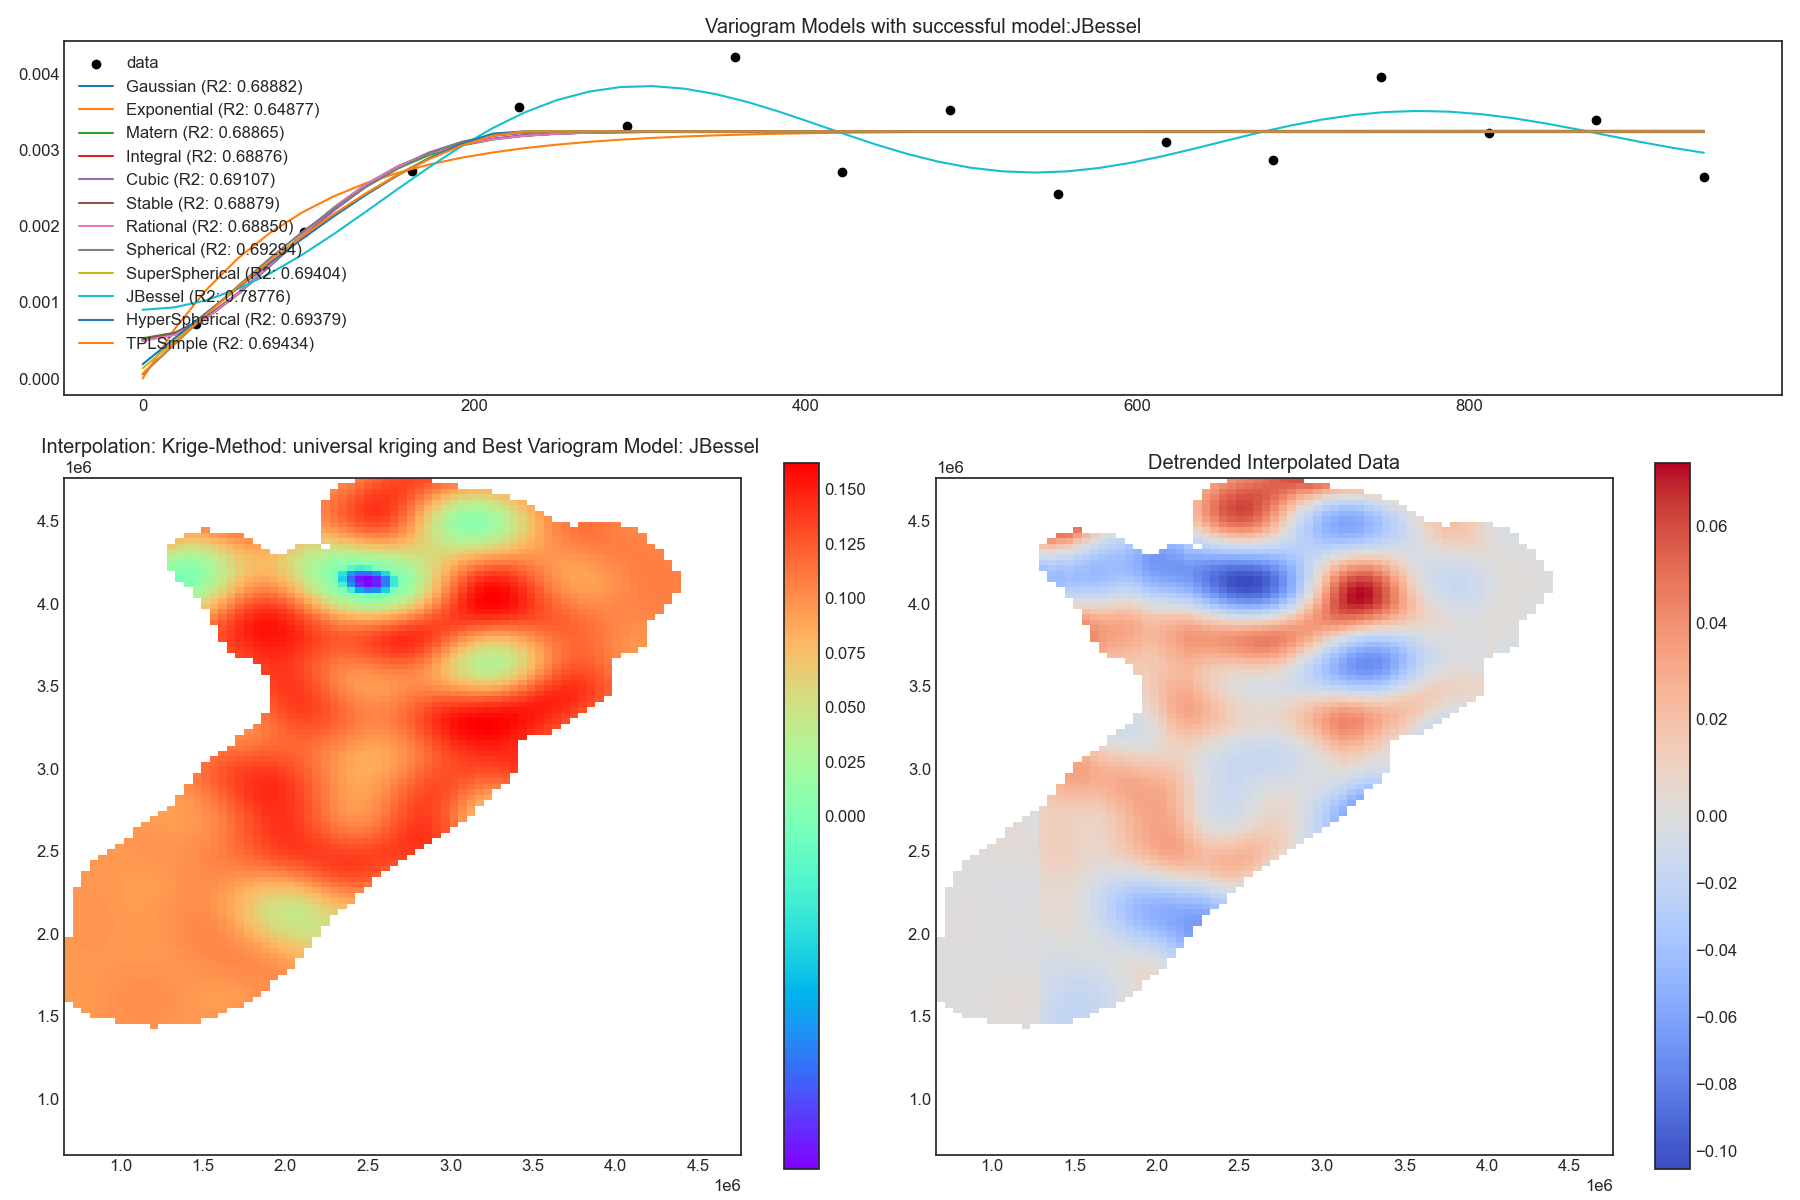 Variogram Models with successful model:JBessel
0.004
0.003
0.002
0.001
0.000
data
Gaussian (R2: 0.68882)
Exponential (R2: 0.64877)
Matern (R2: 0.68865)
Integral (R2: 0.68876)
Cubic (R2: 0.69107)
Stable (R2: 0.68879)
Rational (R2: 0.68850)
Spherical (R2: 0.69294)
SuperSpherical (R2: 0.69404)
JBessel (R2: 0.78776)
HyperSpherical (R2: 0.69379)
TPLSimple (R2: 0.69434)
0 200 400 600 800
Interpolation: Krige-Method: universal kriging and Best Variogram Model: JBessel
1e6
4.5
4.0
3.5
3.0
2.5
2.0
1.5
1.0
1.0 1.5 2.0 2.5 3.0 3.5 4.0 4.5
1e6
0.150
0.125
0.100
0.075
0.050
0.025
0.000
Detrended Interpolated Data
1e6
4.5
4.0
3.5
3.0
2.5
2.0
1.5
1.0
1.0 1.5 2.0 2.5 3.0 3.5 4.0 4.5
1e6
0.06
0.04
0.02
0.00
−0.02
−0.04
−0.06
−0.08
−0.10